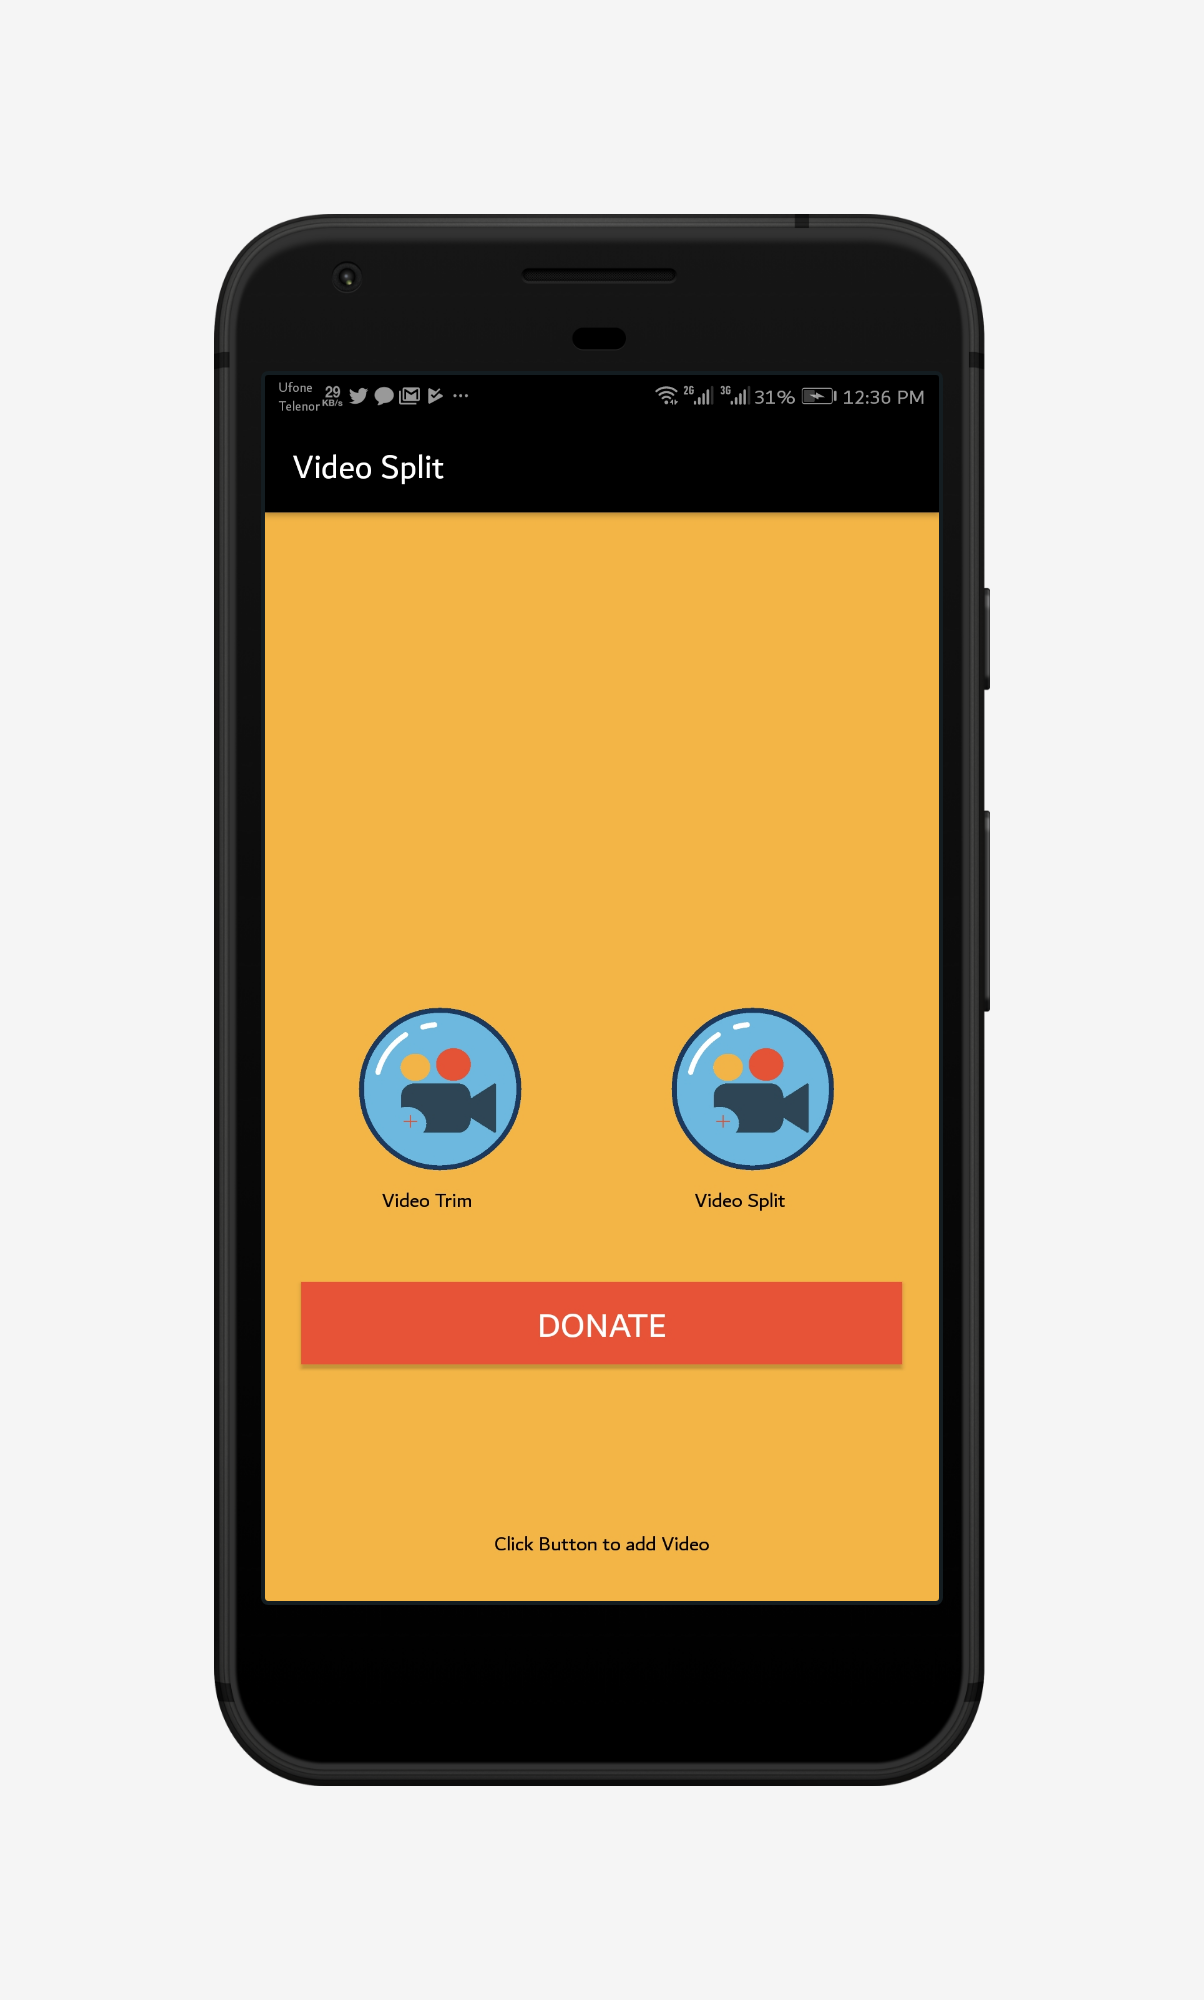 Ufone
Telenor
29
KB/s
2G
3G
31%
12:36 PM
Video Split
Video Trim
Video Split
DONATE
Click Button to add Video